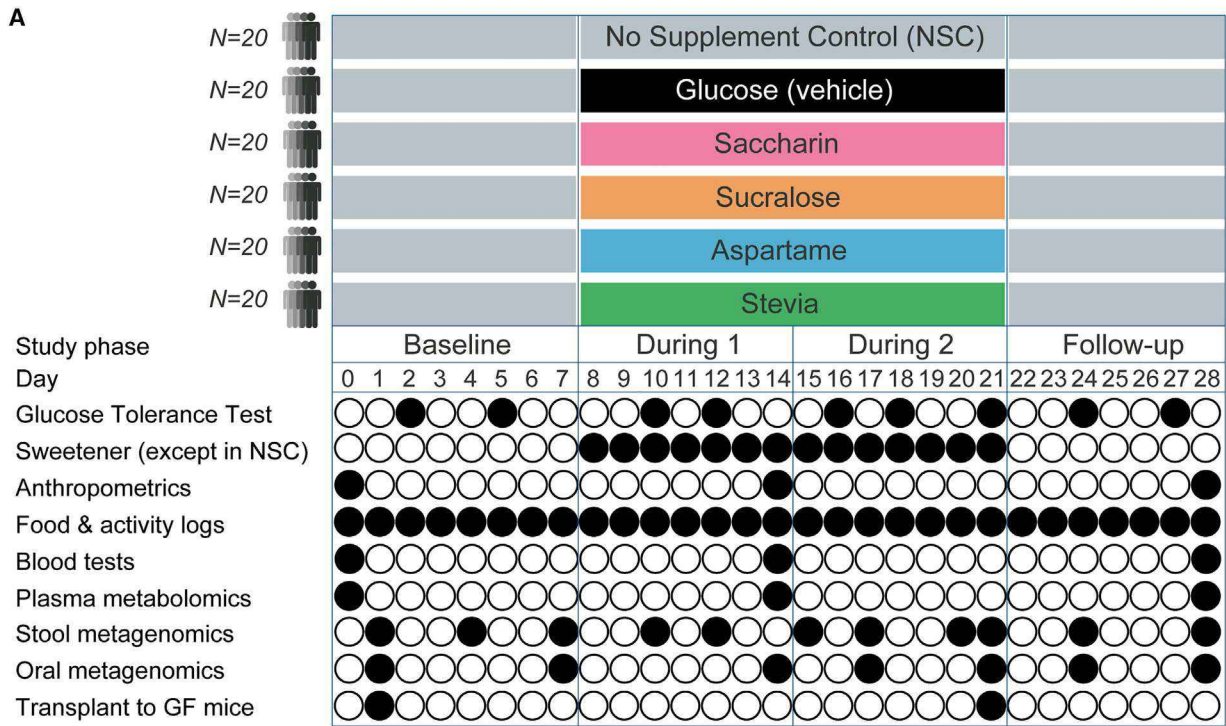 A
N=20 No Supplement Control (NSC)
N=20 Glucose (vehicle)
N=20 Saccharin
N=20 Sucralose
N=20 Aspartame
N=20 Stevia
Study phase Baseline During 1 During 2 Follow-up
Day 0 1 2 3 4 5 6 7 8 9 10 11 12 13 14 15 16 17 18 19 20 21 22 23 24 25 26 27 28
Glucose Tolerance Test
Sweetener (except in NSC)
Anthropometrics
Food & activity logs
Blood tests
Plasma metabolomics
Stool metagenomics
Oral metagenomics
Transplant to GF mice